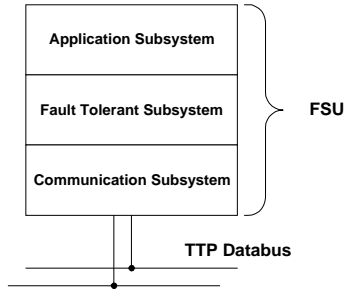 Application Subsystem
Fault Tolerant Subsystem
FSU
Communication Subsystem
TTP Databus